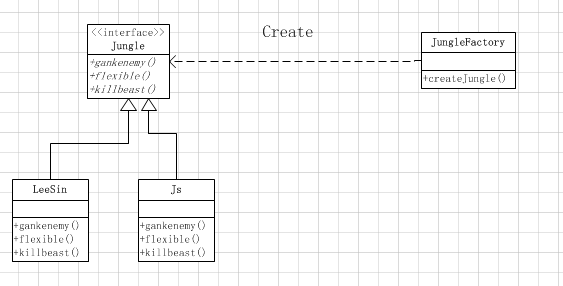 <<interface>>
Jungle
+gankenemy()
+flexible()
+killbeast()
Create
JungleFactory
+createJungle()
LeeSin
+gankenemy()
+flexible()
+killbeast()
Js
+gankenemy()
+flexible()
+killbeast()